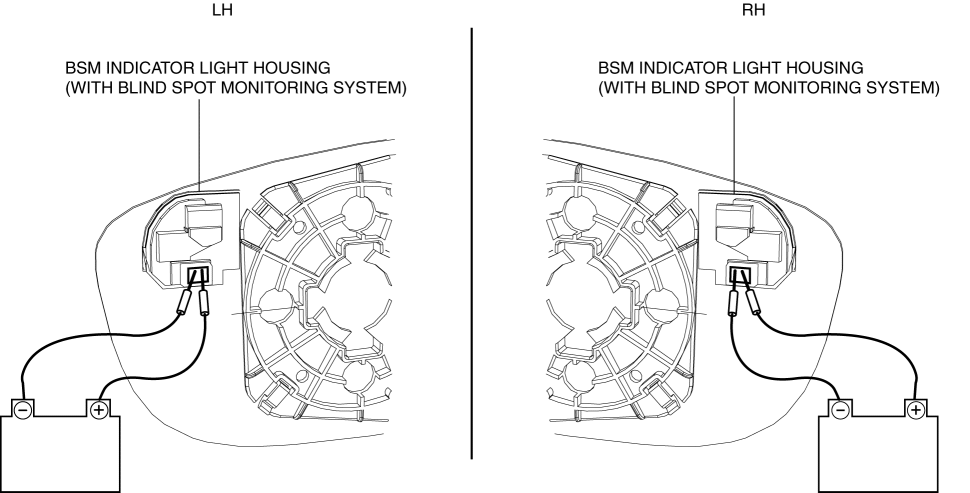 LH
BSM INDICATOR LIGHT HOUSING
(WITH BLIND SPOT MONITORING SYSTEM)
− +
RH
BSM INDICATOR LIGHT HOUSING
(WITH BLIND SPOT MONITORING SYSTEM)
− +